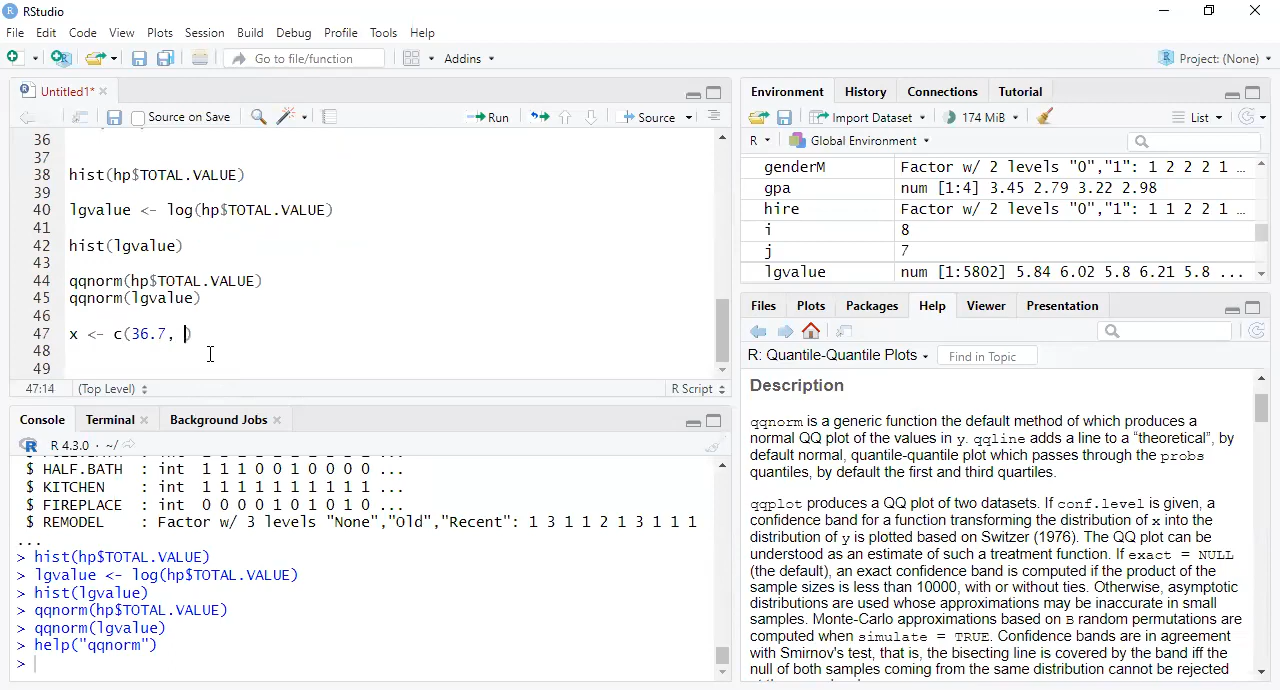 RStudio
File Edit Code View Plots Session Build Debug Profile Tools Help
Go to file/function Addins Project: (None)
Untitled1*
Source on Save Run Source
36
37
38 hist(hp$TOTAL.VALUE)
39
40 lgvalue <- log(hp$TOTAL.VALUE)
41
42 hist(lgvalue)
43
44 qqnorm(hp$TOTAL.VALUE)
45 qqnorm(lgvalue)
46
47 x <- c(36.7, )
48
49
47:14 (Top Level) R Script
Console Terminal Background Jobs
R 4.3.0 · ~/
$ HALF.BATH : int 1 1 1 0 0 1 0 0 0 0 ...
$ KITCHEN : int 1 1 1 1 1 1 1 1 1 1 ...
$ FIREPLACE : int 0 0 0 0 1 0 1 0 1 0 ...
$ REMODEL : Factor w/ 3 levels "None","Old","Recent": 1 3 1 1 2 1 3 1 1 1
...
> hist(hp$TOTAL.VALUE)
> lgvalue <- log(hp$TOTAL.VALUE)
> hist(lgvalue)
> qqnorm(hp$TOTAL.VALUE)
> qqnorm(lgvalue)
> help("qqnorm")
>
Environment History Connections Tutorial
Import Dataset 174 MiB List
R Global Environment
genderM Factor w/ 2 levels "0","1": 1 2 2 2 1 ...
gpa num [1:4] 3.45 2.79 3.22 2.98
hire Factor w/ 2 levels "0","1": 1 1 2 2 1 ...
i 8
j 7
lgvalue num [1:5802] 5.84 6.02 5.8 6.21 5.8 ...
Files Plots Packages Help Viewer Presentation
R: Quantile-Quantile Plots Find in Topic
Description
qqnorm is a generic function the default method of which produces a
normal QQ plot of the values in y. qqline adds a line to a “theoretical”, by
default normal, quantile-quantile plot which passes through the probs
quantiles, by default the first and third quartiles.
qqplot produces a QQ plot of two datasets. If conf.level is given, a
confidence band for a function transforming the distribution of x into the
distribution of y is plotted based on Switzer (1976). The QQ plot can be
understood as an estimate of such a treatment function. If exact = NULL
(the default), an exact confidence band is computed if the product of the
sample sizes is less than 10000, with or without ties. Otherwise, asymptotic
distributions are used whose approximations may be inaccurate in small
samples. Monte-Carlo approximations based on B random permutations are
computed when simulate = TRUE. Confidence bands are in agreement
with Smirnov's test, that is, the bisecting line is covered by the band iff the
null of both samples coming from the same distribution cannot be rejected